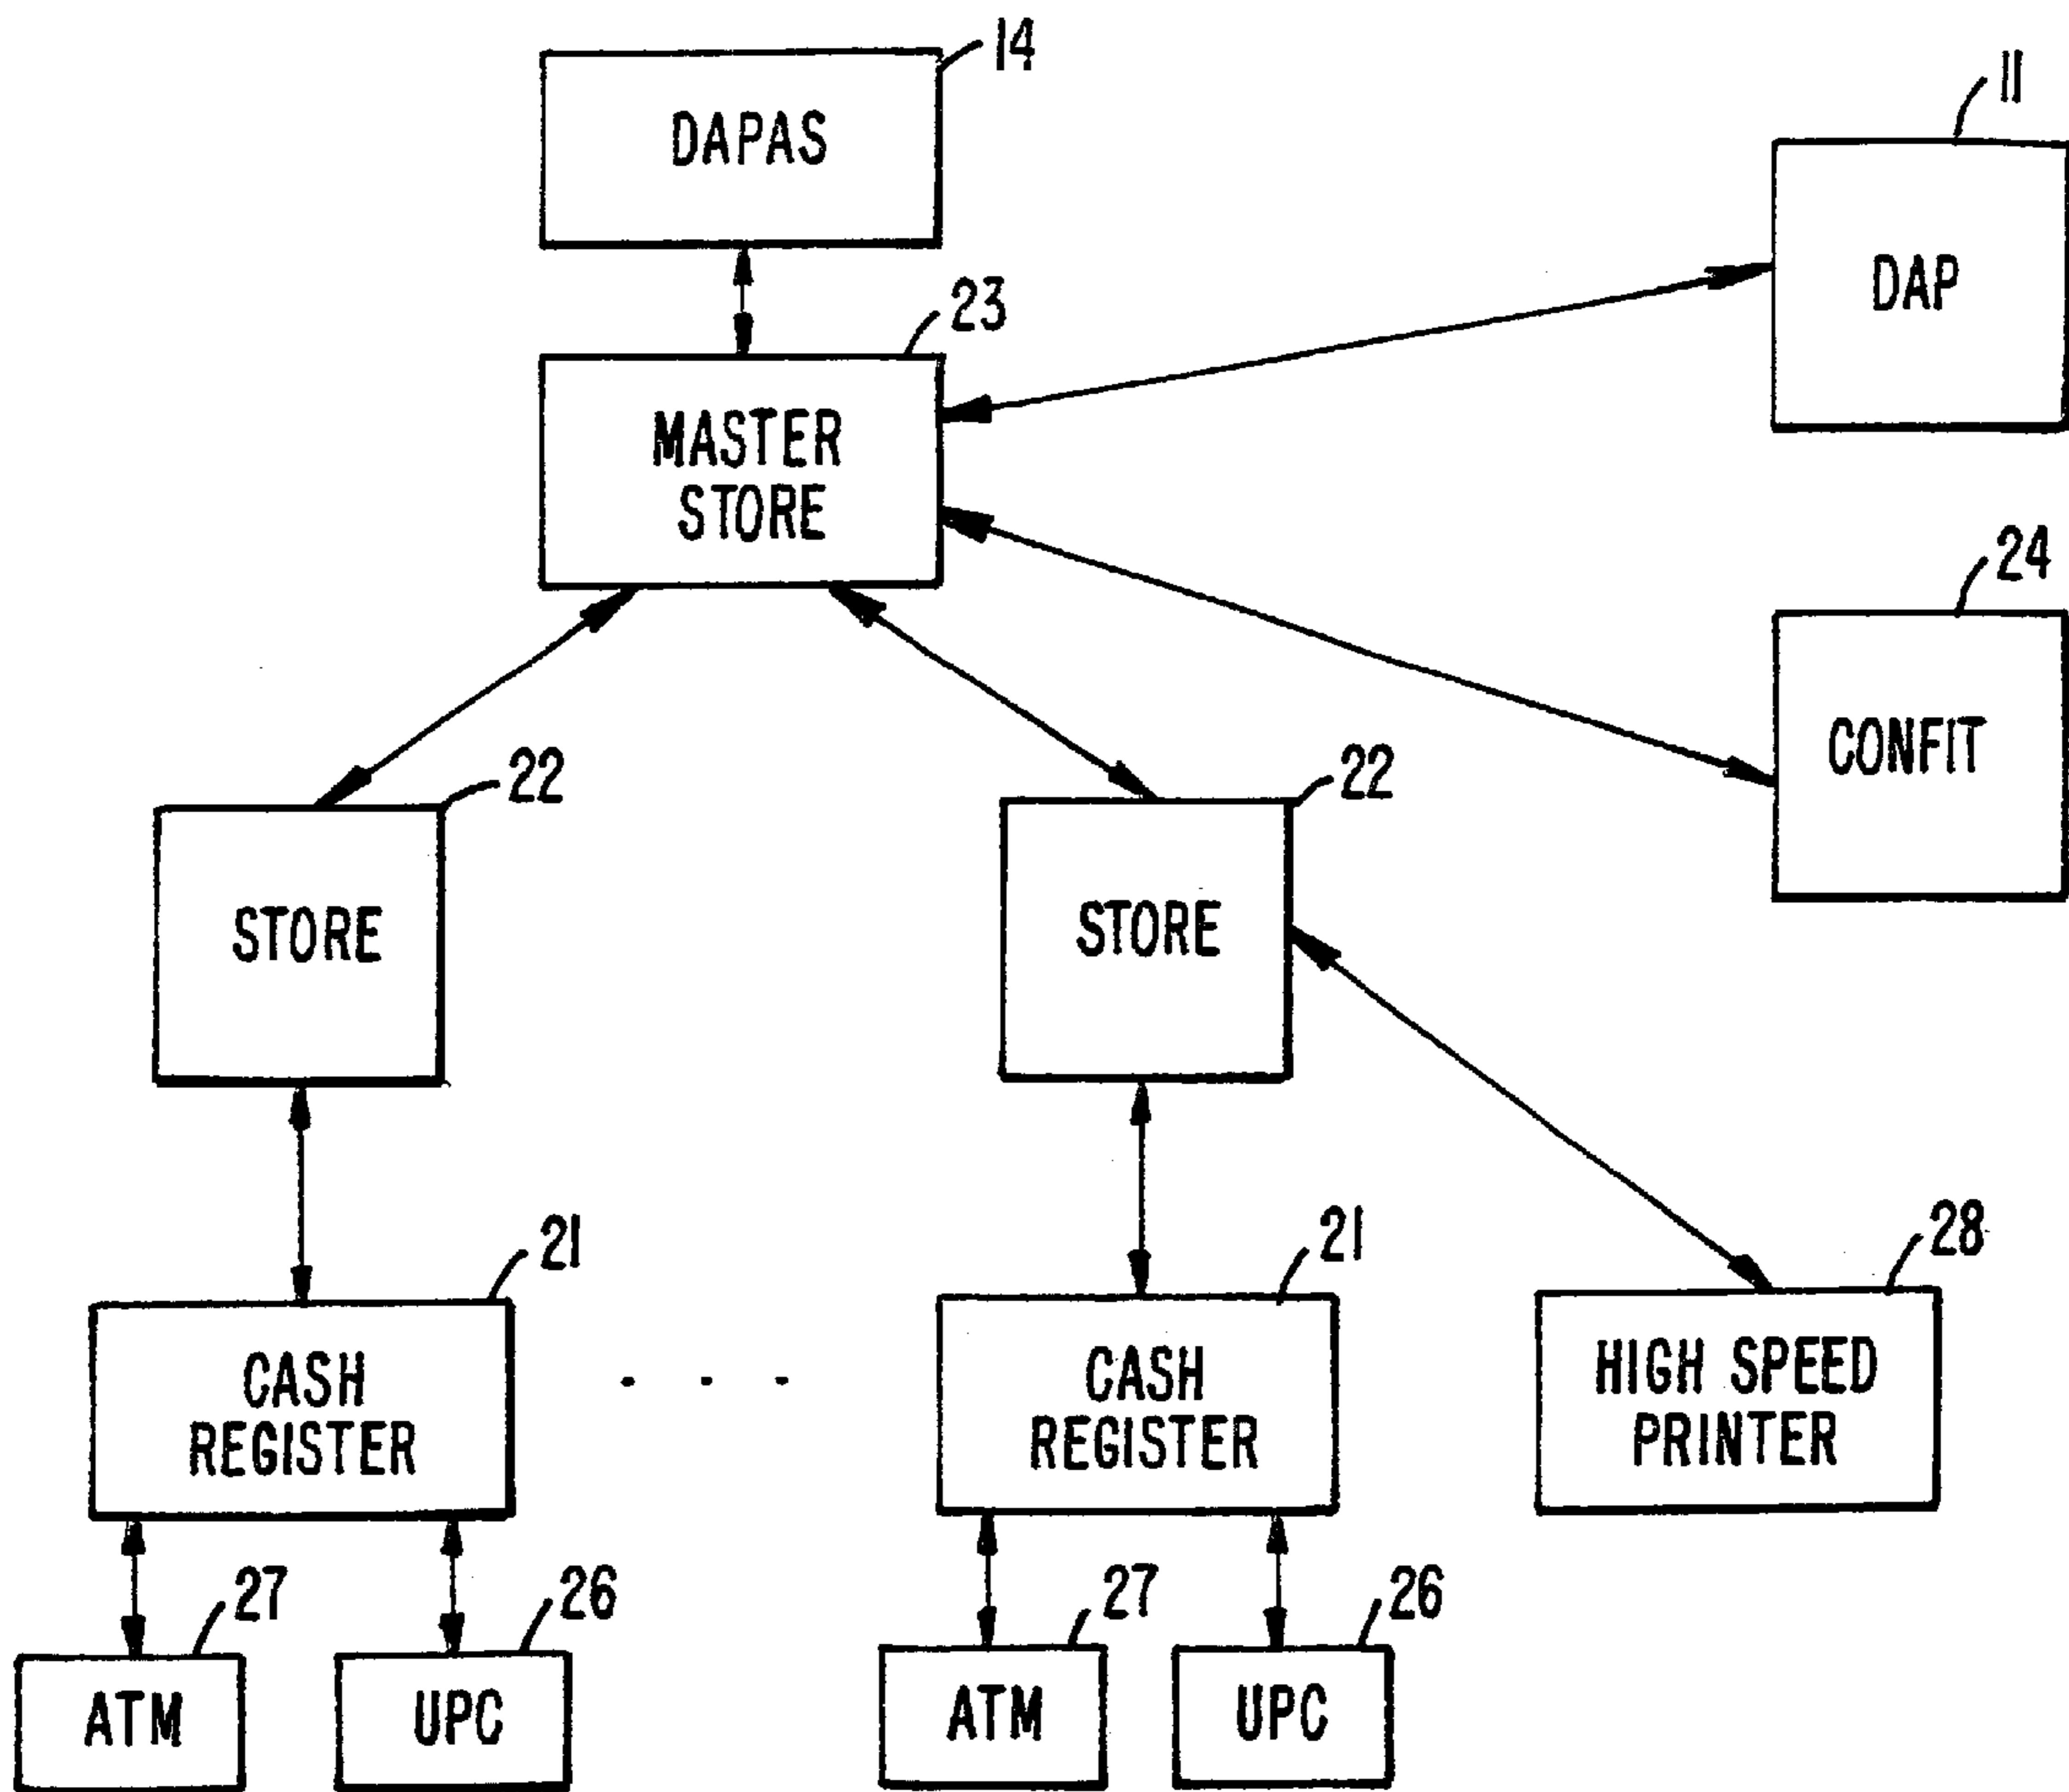 14
DAPAS
11
DAP
23
MASTER
STORE
24
CONFIT
22
STORE
22
STORE
21
CASH
REGISTER
. . .
21
CASH
REGISTER
28
HIGH SPEED
PRINTER
27
ATM
26
UPC
27
ATM
26
UPC